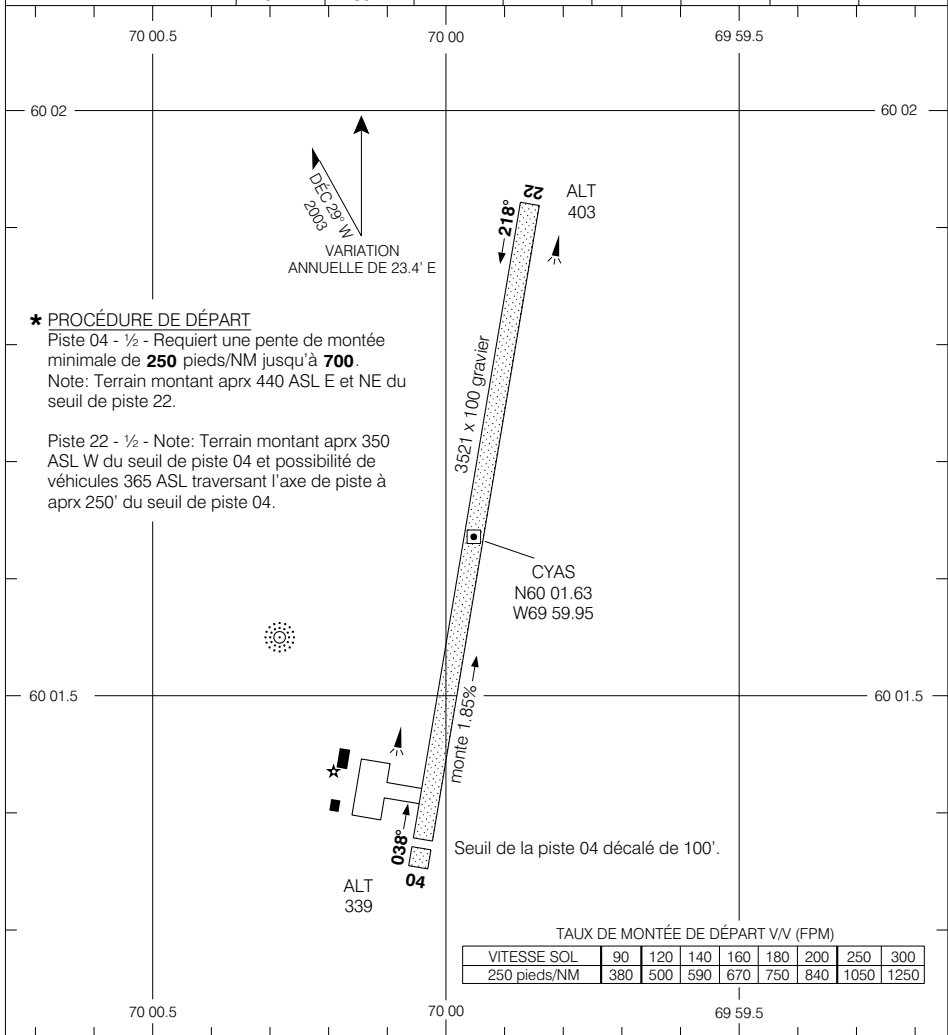 70 00.5 70 00 69 59.5
60 02 60 02
DÉC 29° W
2003
VARIATION
ANNUELLE DE 23.4' E
22
ALT
403
218°
* PROCÉDURE DE DÉPART
Piste 04 - ½ - Requiert une pente de montée
minimale de 250 pieds/NM jusqu'à 700.
Note: Terrain montant aprx 440 ASL E et NE du
seuil de piste 22.
Piste 22 - ½ - Note: Terrain montant aprx 350
ASL W du seuil de piste 04 et possibilité de
véhicules 365 ASL traversant l'axe de piste à
aprx 250' du seuil de piste 04.
3521 x 100 gravier
CYAS
N60 01.63
W69 59.95
60 01.5 60 01.5
monte 1.85%
038°
04
Seuil de la piste 04 décalé de 100'.
ALT
339
TAUX DE MONTÉE DE DÉPART V/V (FPM)
VITESSE SOL 90 120 140 160 180 200 250 300
250 pieds/NM 380 500 590 670 750 840 1050 1250
70 00.5 70 00 69 59.5